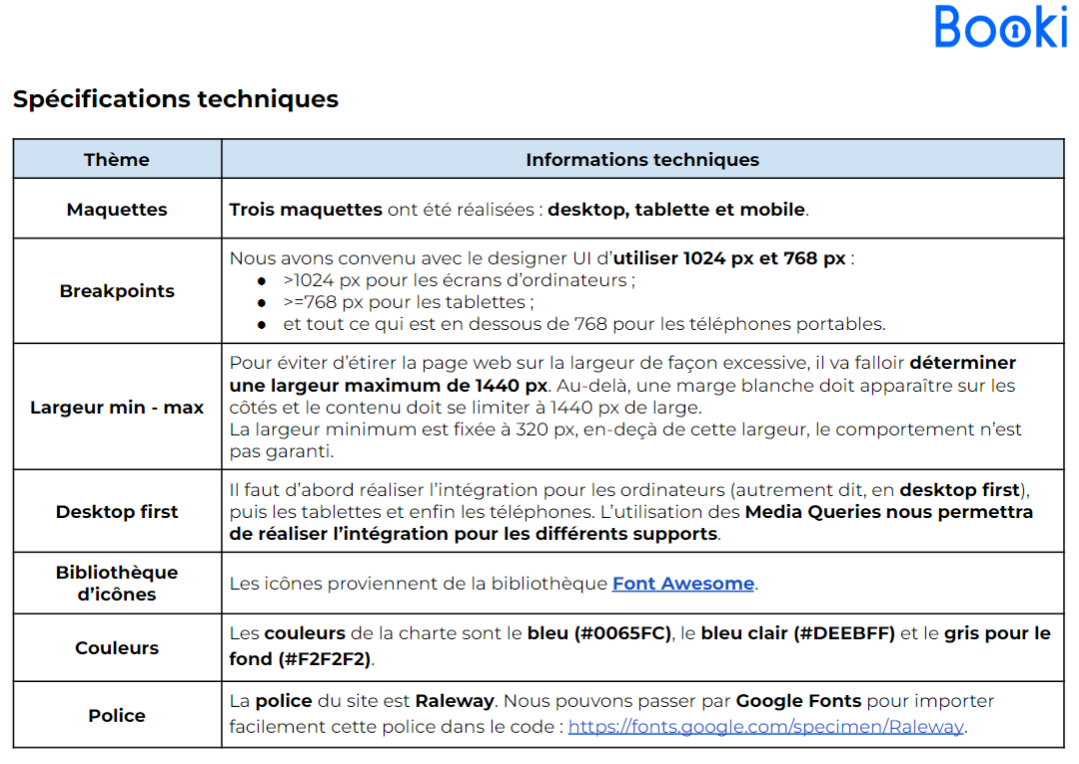 Booki
Spécifications techniques
Thème
Informations techniques
Maquettes
Trois maquettes ont été réalisées : desktop, tablette et mobile.
Breakpoints
Nous avons convenu avec le designer UI d’utiliser 1024 px et 768 px :
● >1024 px pour les écrans d’ordinateurs ;
● >=768 px pour les tablettes ;
● et tout ce qui est en dessous de 768 pour les téléphones portables.
Largeur min - max
Pour éviter d’étirer la page web sur la largeur de façon excessive, il va falloir déterminer
une largeur maximum de 1440 px. Au-delà, une marge blanche doit apparaître sur les
côtés et le contenu doit se limiter à 1440 px de large.
La largeur minimum est fixée à 320 px, en-deçà de cette largeur, le comportement n’est
pas garanti.
Desktop first
Il faut d’abord réaliser l’intégration pour les ordinateurs (autrement dit, en desktop first),
puis les tablettes et enfin les téléphones. L’utilisation des Media Queries nous permettra
de réaliser l’intégration pour les différents supports.
Bibliothèque
d’icônes
Les icônes proviennent de la bibliothèque Font Awesome.
Couleurs
Les couleurs de la charte sont le bleu (#0065FC), le bleu clair (#DEEBFF) et le gris pour le
fond (#F2F2F2).
Police
La police du site est Raleway. Nous pouvons passer par Google Fonts pour importer
facilement cette police dans le code : https://fonts.google.com/specimen/Raleway.